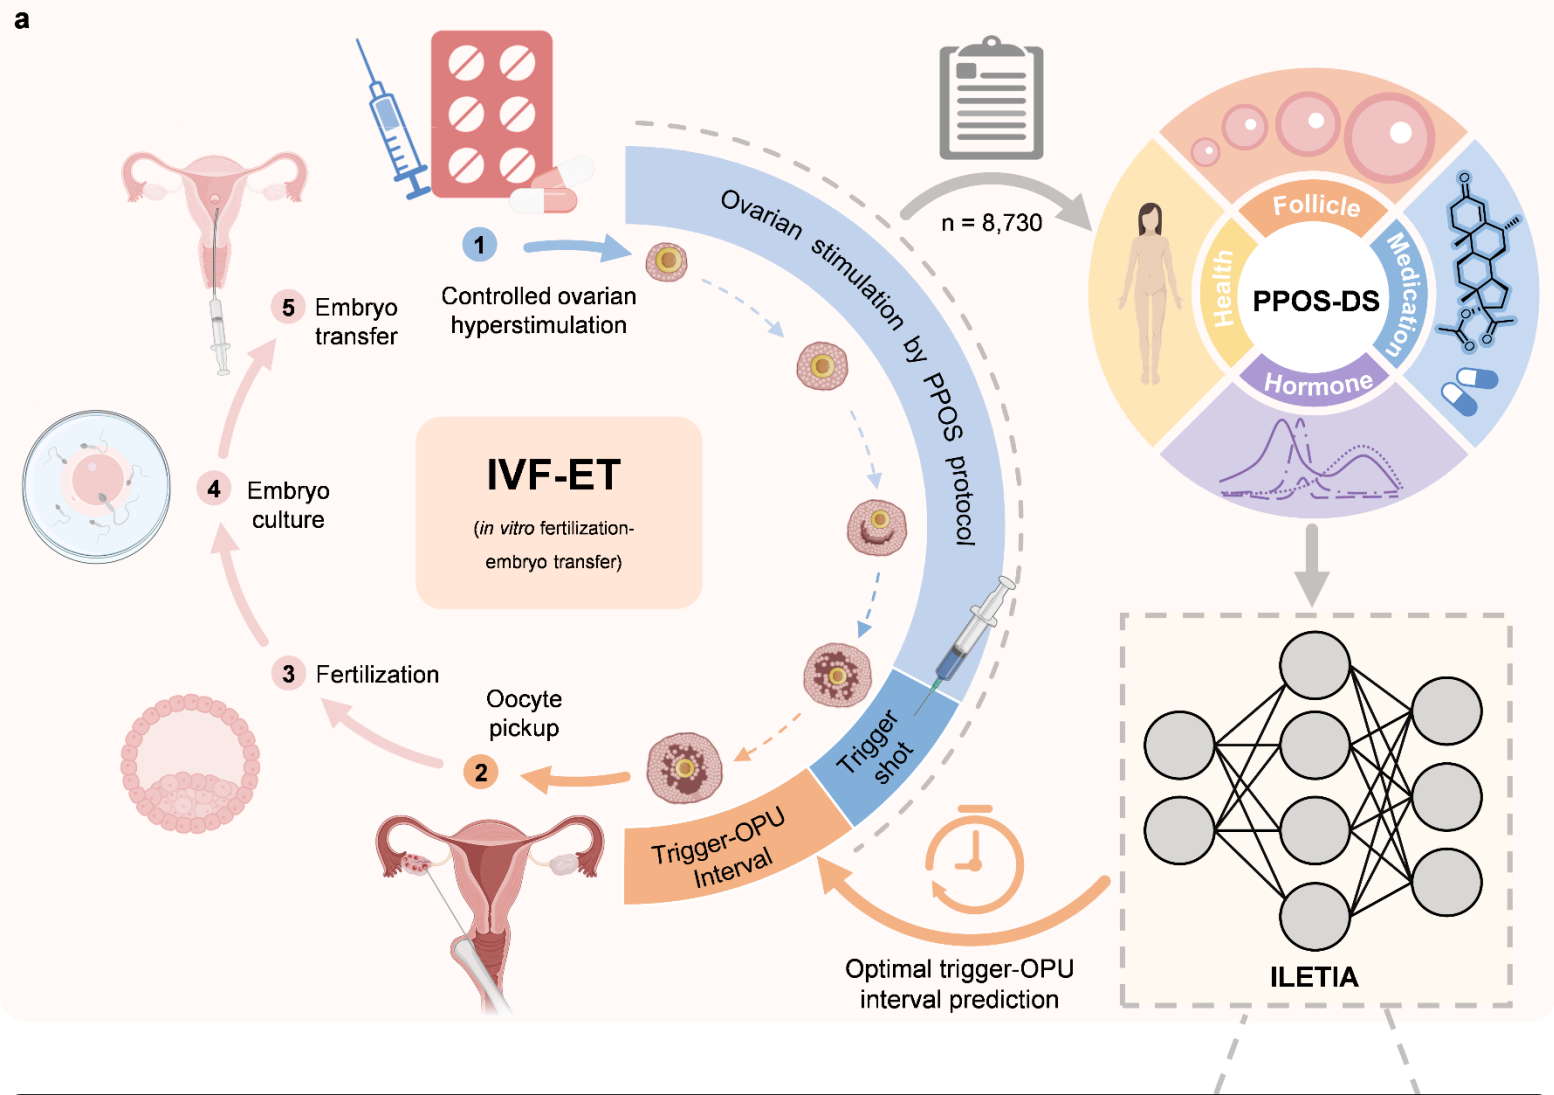 a
Ovarian stimulation by PPOS protocol
n = 8,730
Follicle
Health
Medication
PPOS-DS
Hormone
1
Controlled ovarian
hyperstimulation
5
Embryo
transfer
IVF-ET
(in vitro fertilization-
embryo transfer)
4
Embryo
culture
3
Fertilization
Oocyte
pickup
2
Trigger
shot
Trigger-OPU
Interval
Optimal trigger-OPU
interval prediction
ILETIA
O
O
O
O